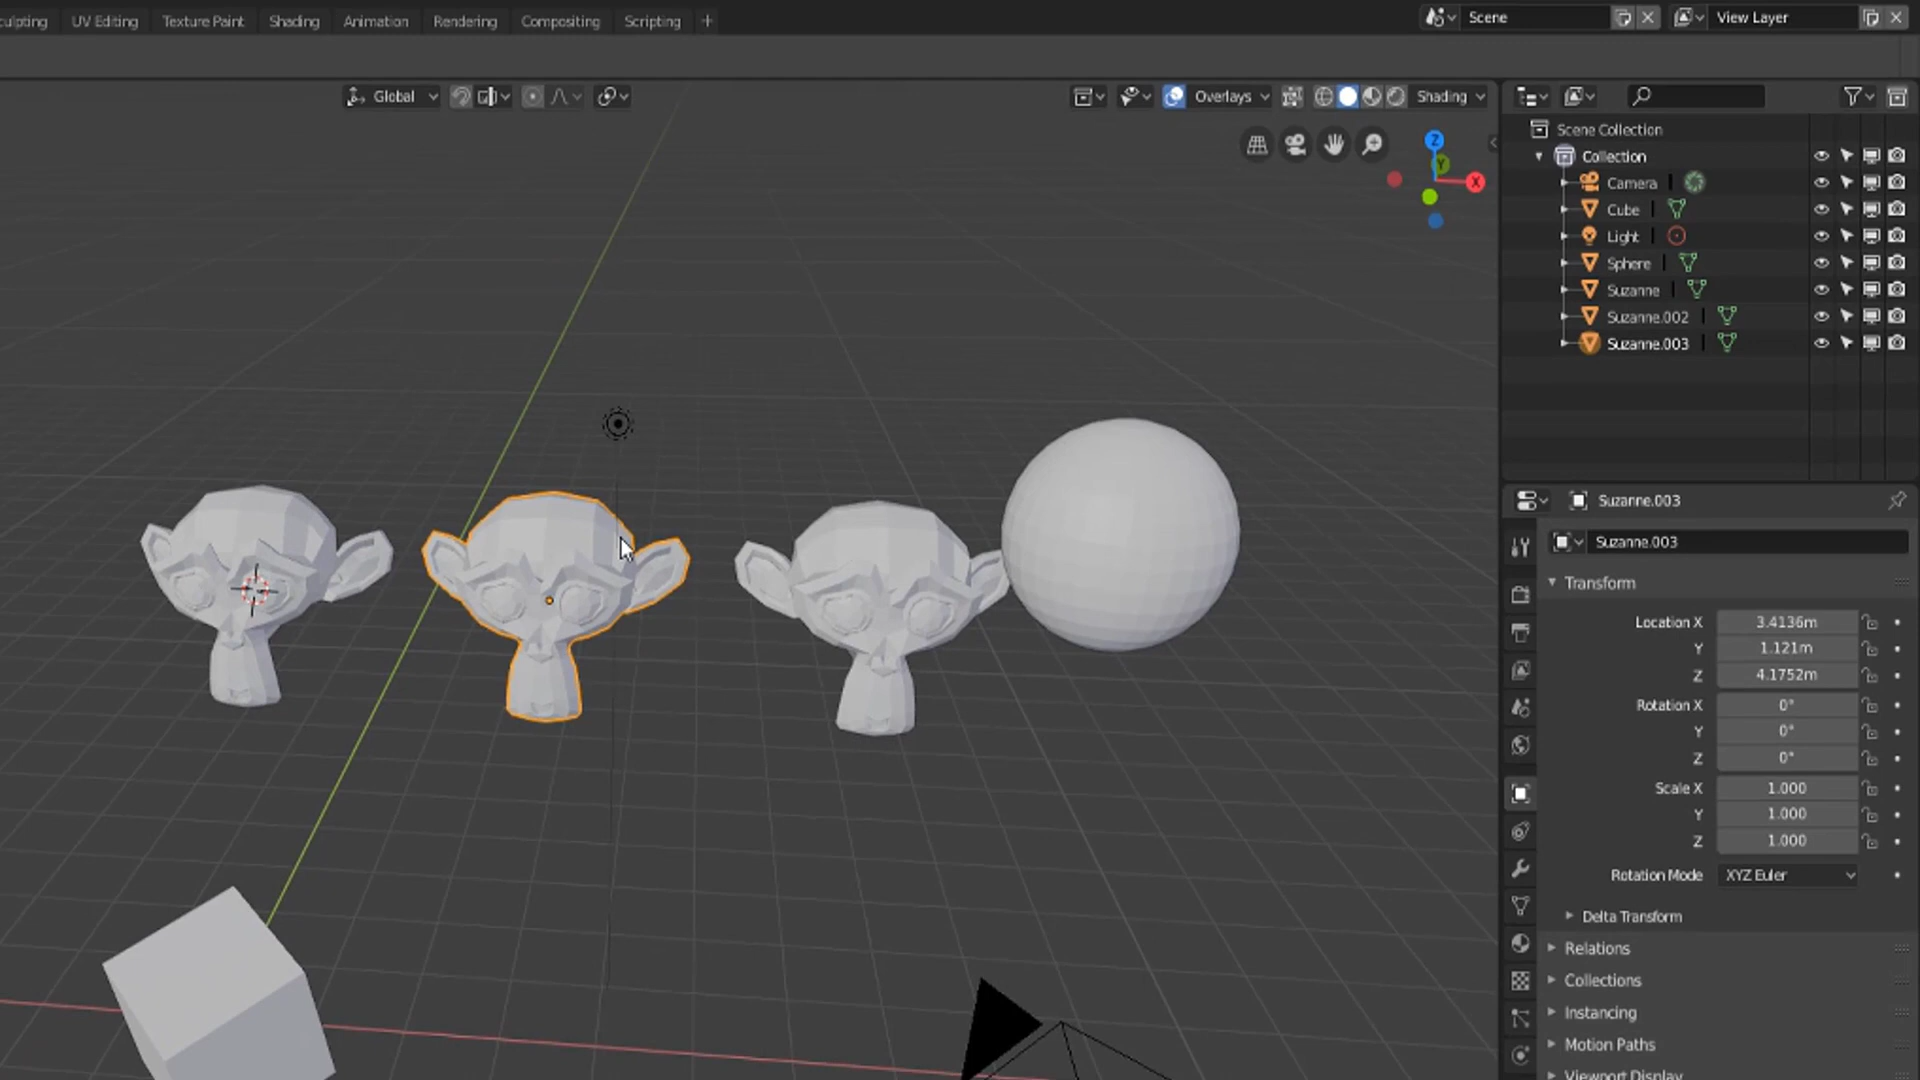 culpting UV Editing Texture Paint Shading Animation Rendering Compositing Scripting +
Scene View Layer
Global Overlays Shading
Z
Y
X
Scene Collection
Collection
Camera
Cube
Light
Sphere
Suzanne
Suzanne.002
Suzanne.003
Suzanne.003
Suzanne.003
Transform
Location X 3.4136m
Y 1.121m
Z 4.1752m
Rotation X 0°
Y 0°
Z 0°
Scale X 1.000
Y 1.000
Z 1.000
Rotation Mode XYZ Euler
Delta Transform
Relations
Collections
Instancing
Motion Paths
Viewport Display